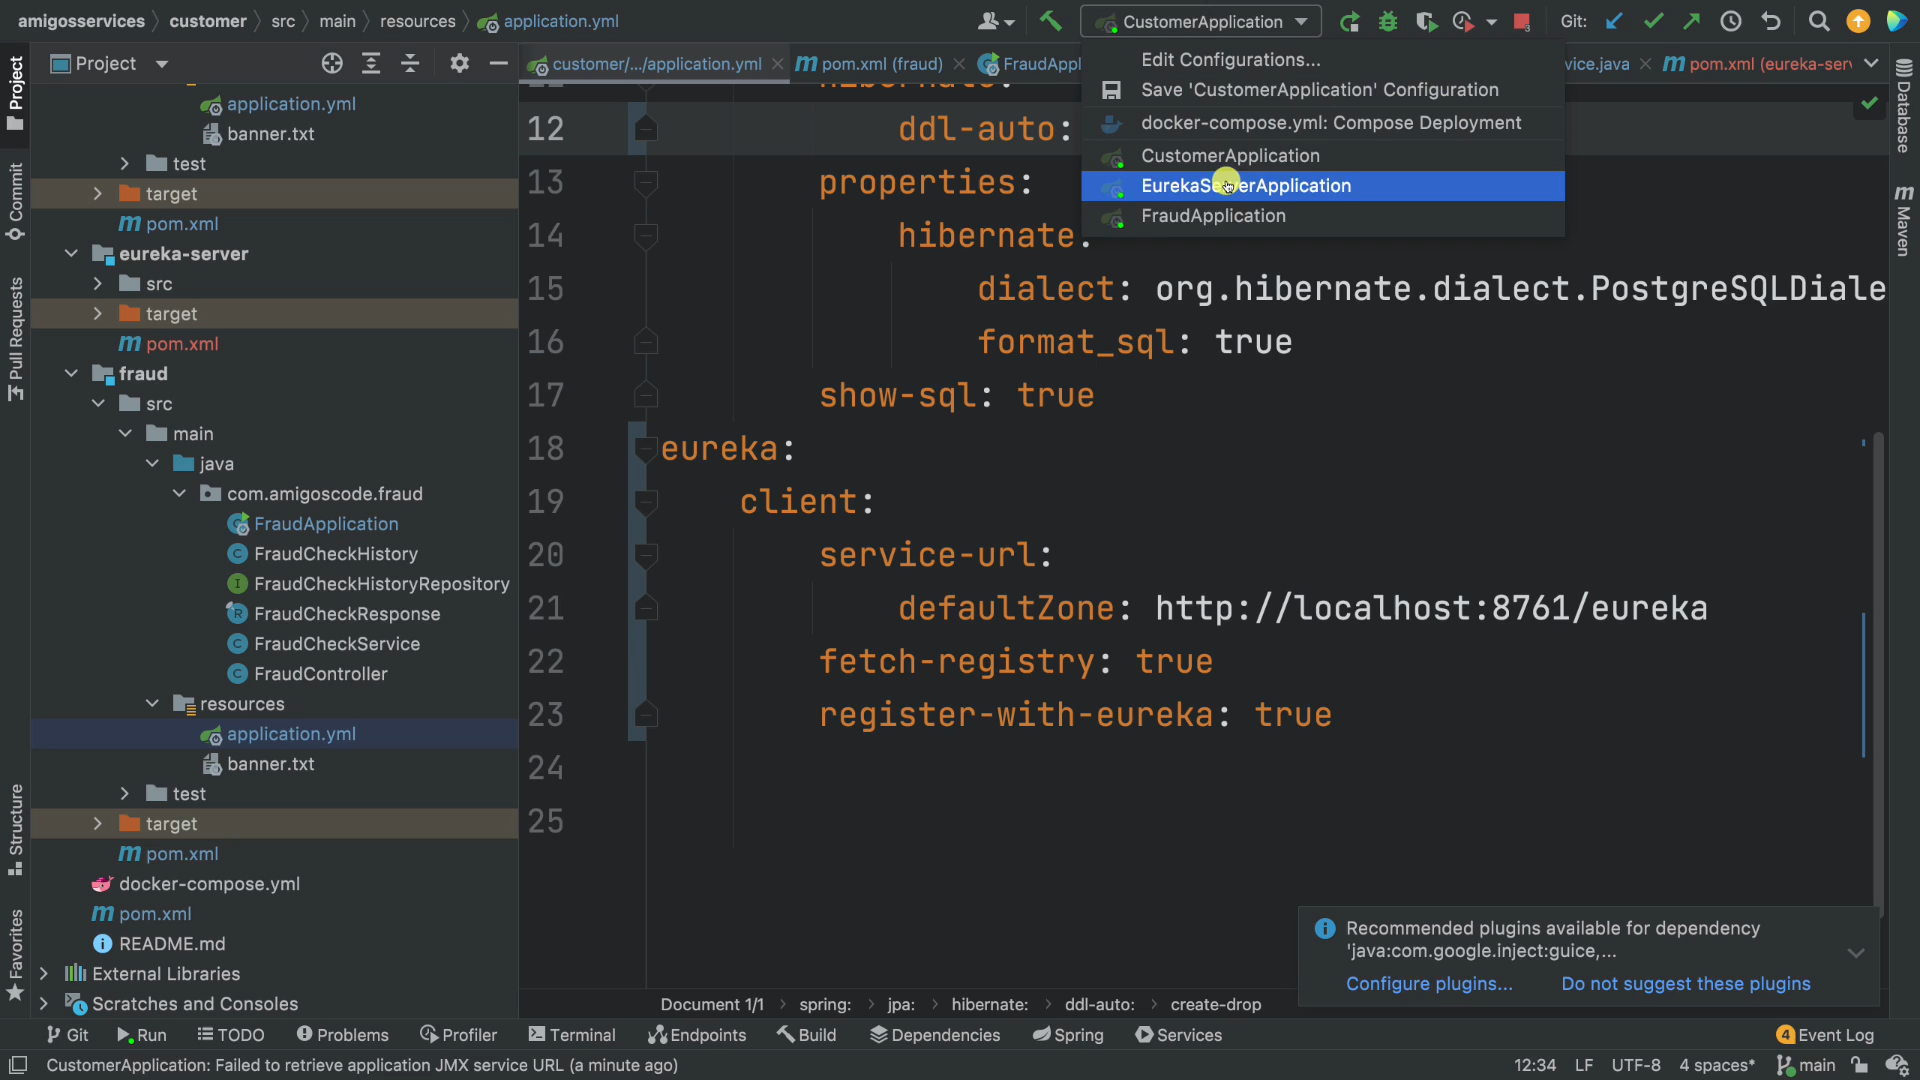 amigosservices customer src main resources application.yml
CustomerApplication
Git:
Project
customer/.../application.yml
pom.xml (fraud)
FraudAppl
vice.java
pom.xml (eureka-serv
Edit Configurations...
Save 'CustomerApplication' Configuration
docker-compose.yml: Compose Deployment
CustomerApplication
EurekaServerApplication
FraudApplication
Project
Commit
Pull Requests
Structure
Favorites
Database
Maven
application.yml
banner.txt
test
target
pom.xml
eureka-server
src
target
pom.xml
fraud
src
main
java
com.amigoscode.fraud
FraudApplication
FraudCheckHistory
FraudCheckHistoryRepository
FraudCheckResponse
FraudCheckService
FraudController
resources
application.yml
banner.txt
test
target
pom.xml
docker-compose.yml
pom.xml
README.md
External Libraries
Scratches and Consoles
12 ddl-auto:
13 properties:
14 hibernate:
15 dialect: org.hibernate.dialect.PostgreSQLDiale
16 format_sql: true
17 show-sql: true
18 eureka:
19 client:
20 service-url:
21 defaultZone: http://localhost:8761/eureka
22 fetch-registry: true
23 register-with-eureka: true
24
25
Recommended plugins available for dependency
'java:com.google.inject:guice,...
Configure plugins... Do not suggest these plugins
Document 1/1 spring: jpa: hibernate: ddl-auto: create-drop
Git Run TODO Problems Profiler Terminal Endpoints Build Dependencies Spring Services 4 Event Log
CustomerApplication: Failed to retrieve application JMX service URL (a minute ago) 12:34 LF UTF-8 4 spaces* main